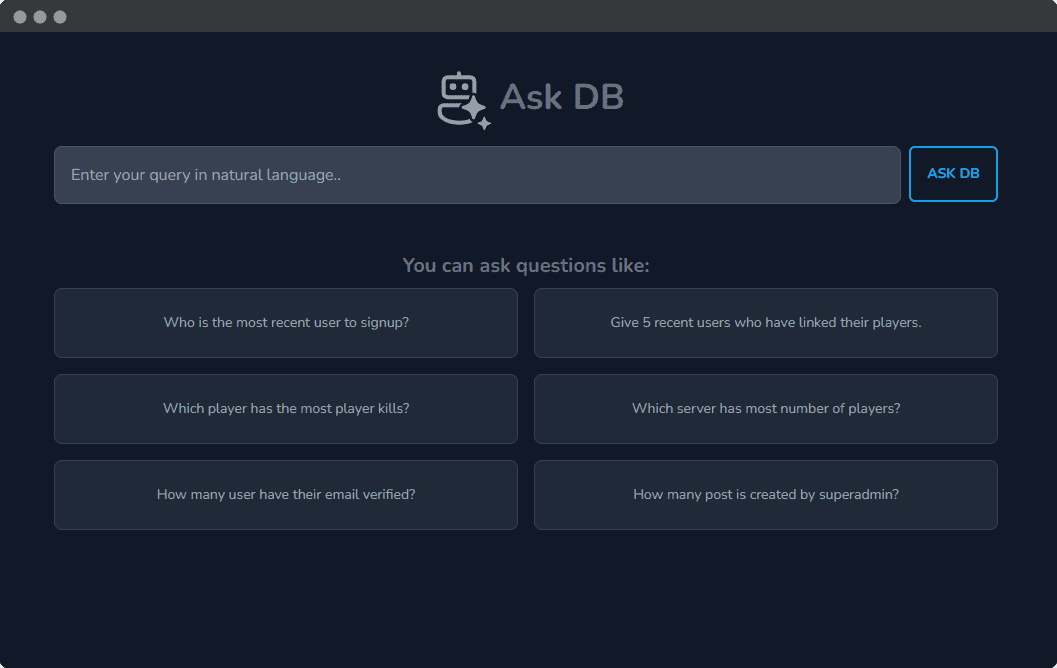 Ask DB
Enter your query in natural language..
ASK DB
You can ask questions like:
Who is the most recent user to signup?
Give 5 recent users who have linked their players.
Which player has the most player kills?
Which server has most number of players?
How many user have their email verified?
How many post is created by superadmin?